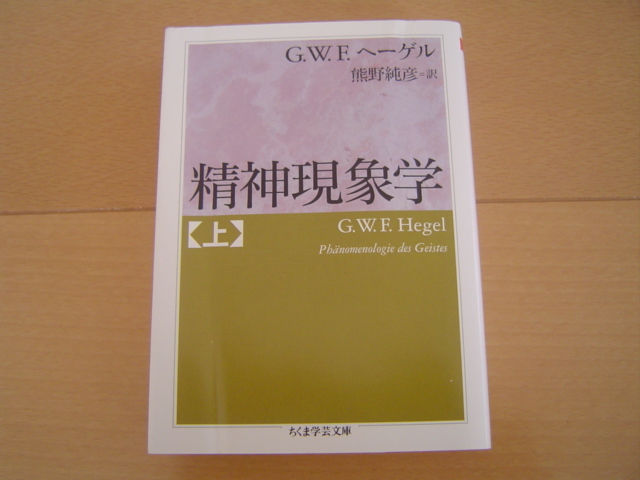 G.W.F. ヘーゲル
熊野純彦=訳
精神現象学
【上】
G.W.F. Hegel
Phänomenologie des Geistes
ちくま学芸文庫